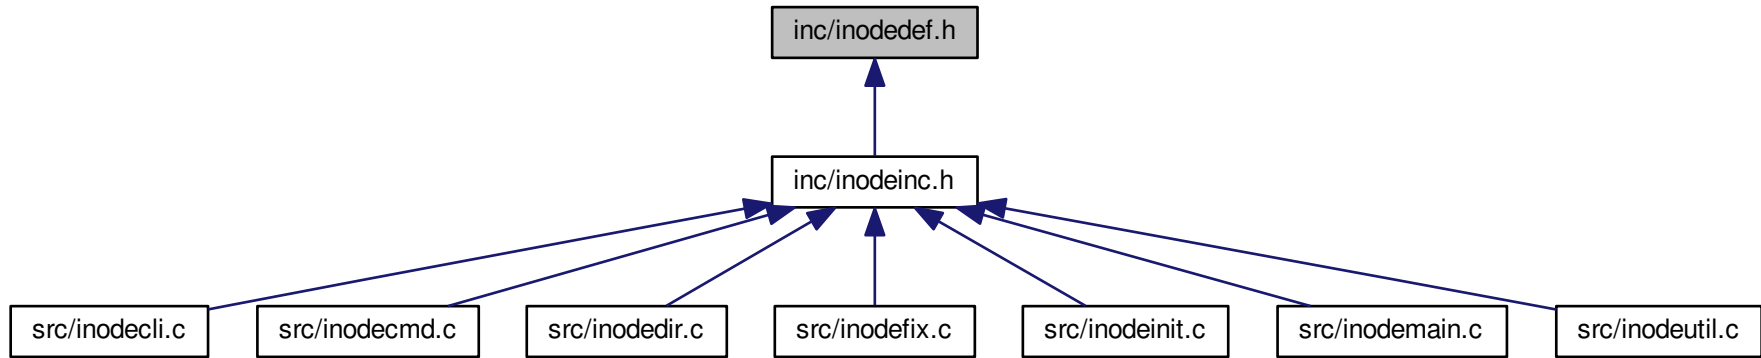 inc/inodedef.h
inc/inodeinc.h
src/inodecli.c
src/inodecmd.c
src/inodedir.c
src/inodefix.c
src/inodeinit.c
src/inodemain.c
src/inodeutil.c